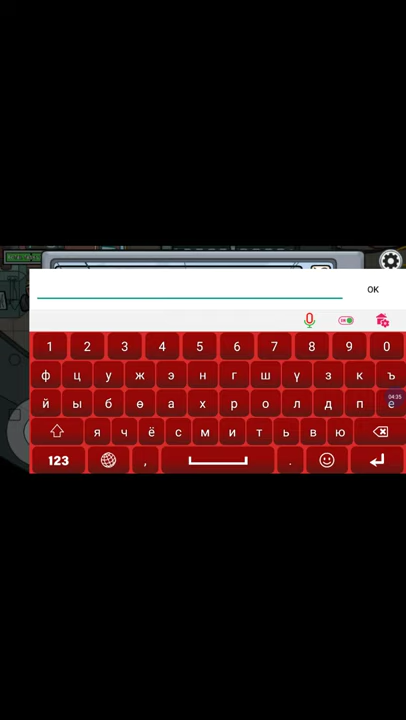 OK
1 2 3 4 5 6 7 8 9 0
ф ц у ж э н г ш ү з к ъ
й ы б ө а х р о л д п е
04:35
я ч ё с м и т ь в ю
123 , .